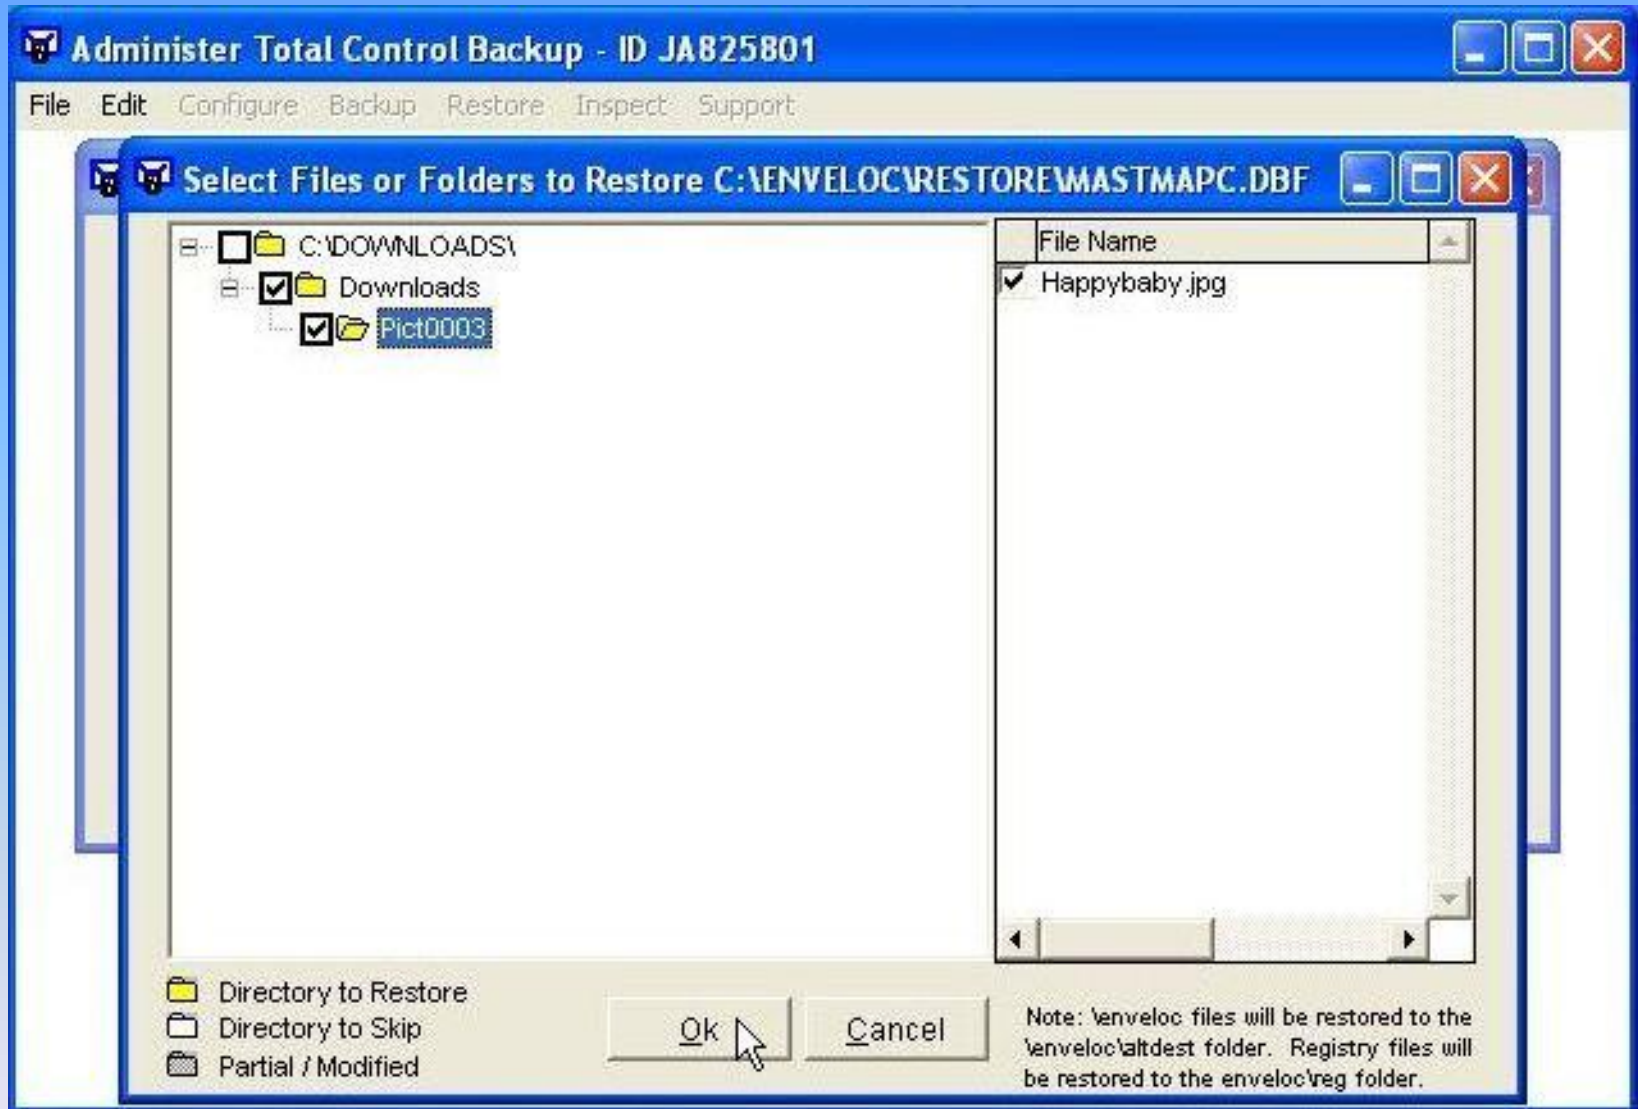 Administer Total Control Backup - ID JA825801
File Edit Configure Backup Restore Inspect Support
Select Files or Folders to Restore C:\ENVELOC\RESTORE\MASTMAPC.DBF
C:\DOWNLOADS\
Downloads
Pict0003
File Name
Happybaby.jpg
Directory to Restore
Directory to Skip
Partial / Modified
Ok
Cancel
Note: \enveloc files will be restored to the
\enveloc\altdest folder. Registry files will
be restored to the enveloc\reg folder.